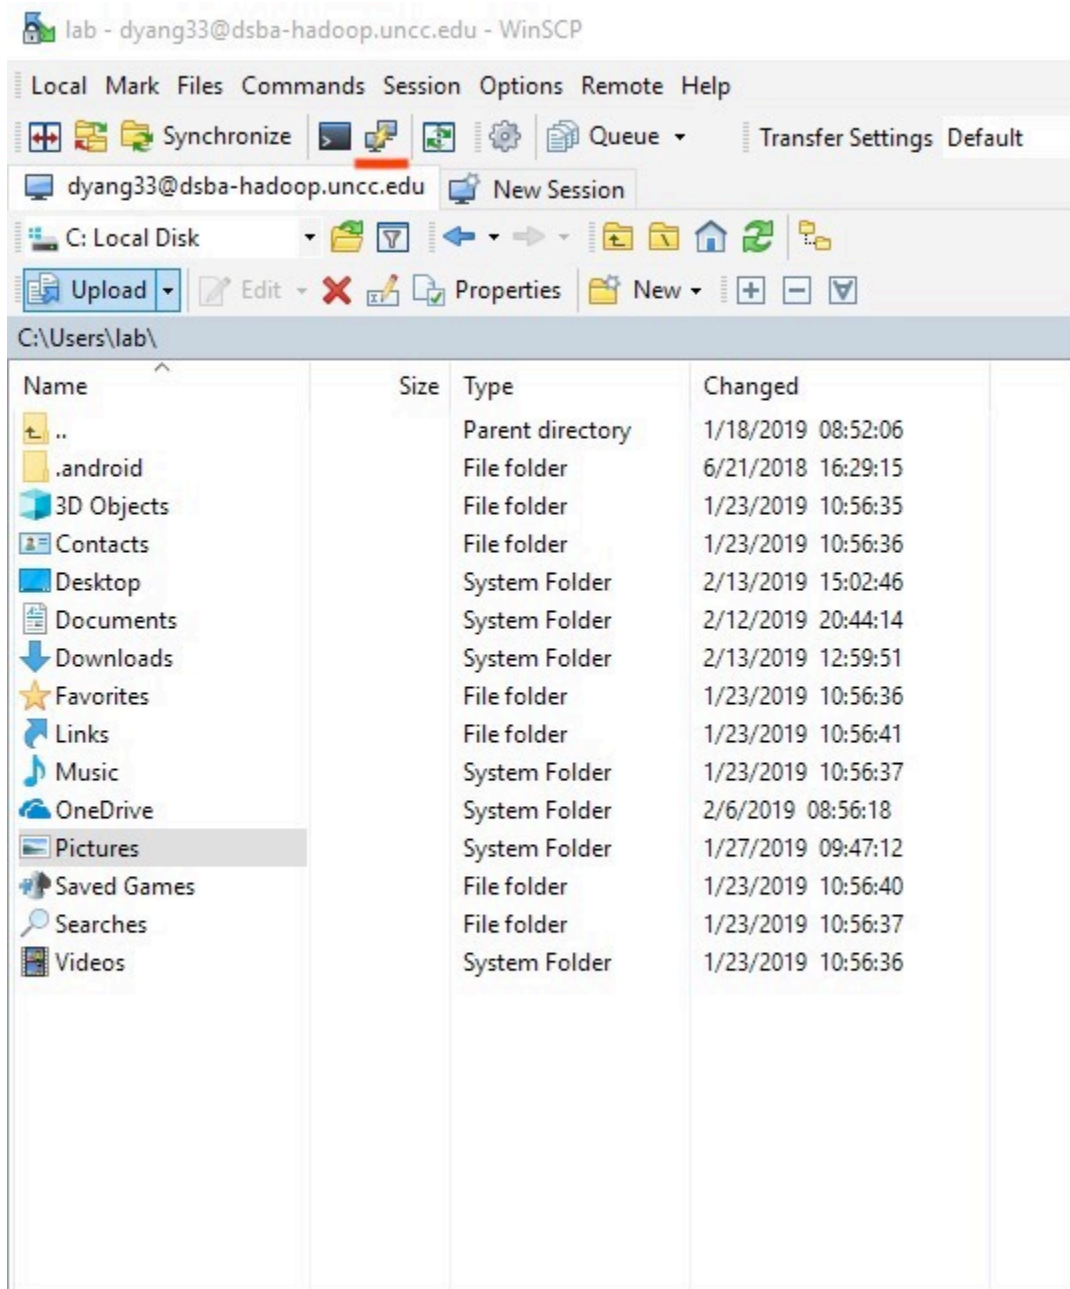 lab - dyang33@dsba-hadoop.uncc.edu - WinSCP
Local Mark Files Commands Session Options Remote Help
Synchronize Queue Transfer Settings Default
dyang33@dsba-hadoop.uncc.edu New Session
C: Local Disk
Upload Edit Properties New
C:\Users\lab\
Name Size Type Changed
.. Parent directory 1/18/2019 08:52:06
.android File folder 6/21/2018 16:29:15
3D Objects File folder 1/23/2019 10:56:35
Contacts File folder 1/23/2019 10:56:36
Desktop System Folder 2/13/2019 15:02:46
Documents System Folder 2/12/2019 20:44:14
Downloads System Folder 2/13/2019 12:59:51
Favorites File folder 1/23/2019 10:56:36
Links File folder 1/23/2019 10:56:41
Music System Folder 1/23/2019 10:56:37
OneDrive System Folder 2/6/2019 08:56:18
Pictures System Folder 1/27/2019 09:47:12
Saved Games File folder 1/23/2019 10:56:40
Searches File folder 1/23/2019 10:56:37
Videos System Folder 1/23/2019 10:56:36